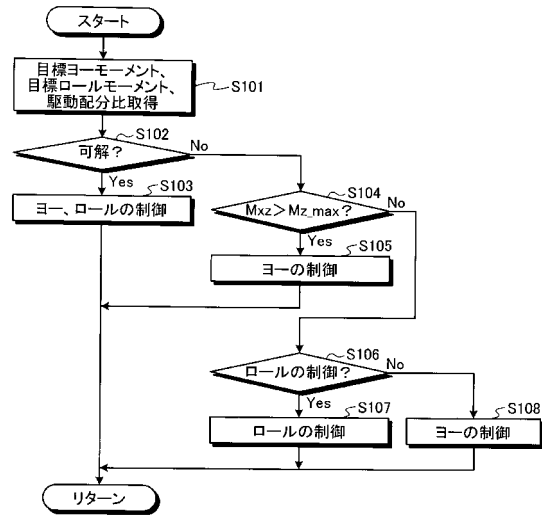 スタート
目標ヨーモーメント、
目標ロールモーメント、
駆動配分比取得
S101
S102
可解？
No
Yes
S103
ヨー、ロールの制御
S104
Mxz＞Mz_max？
No
Yes
S105
ヨーの制御
S106
ロールの制御？
No
Yes
S107
ロールの制御
S108
ヨーの制御
リターン